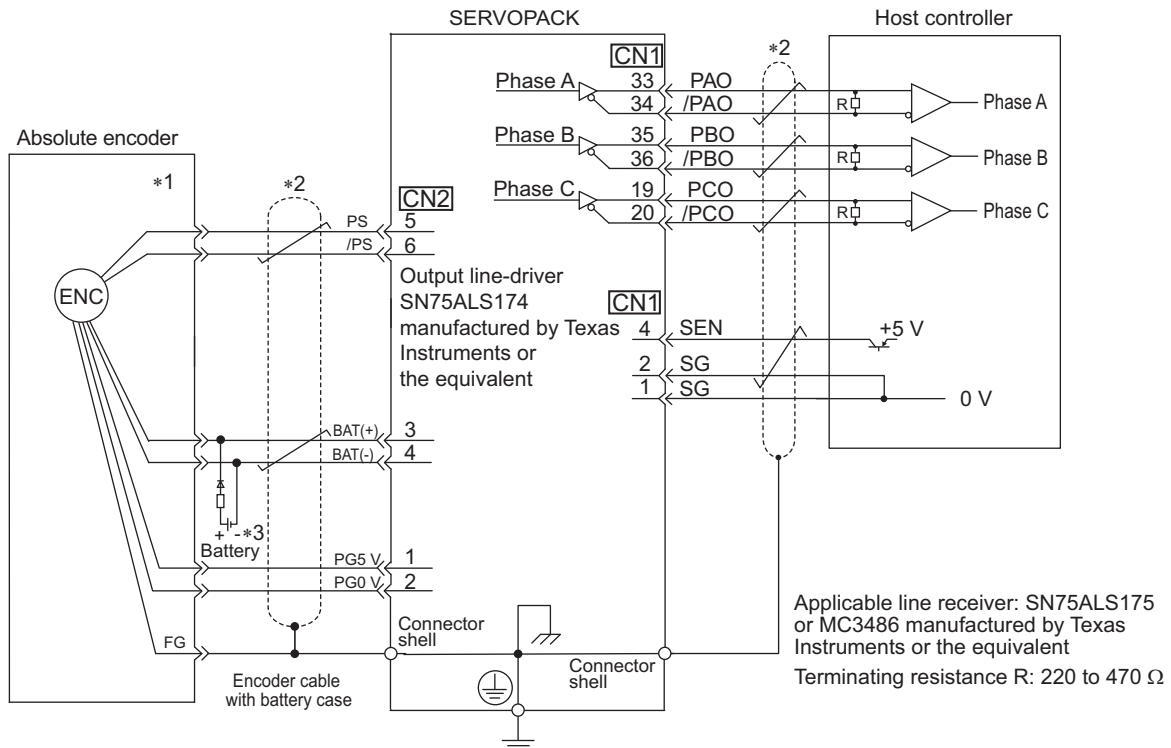 SERVOPACK
Host controller
CN1
*2
Phase A
33
PAO
R
Phase A
34
/PAO
Absolute encoder
Phase B
35
PBO
R
Phase B
36
/PBO
*1
*2
CN2
Phase C
19
PCO
R
Phase C
20
/PCO
PS
5
/PS
6
ENC
Output line-driver
SN75ALS174
manufactured by Texas
Instruments or
the equivalent
CN1
4
SEN
+5 V
2
SG
1
SG
0 V
BAT(+)
3
BAT(-)
4
+ -*3
Battery
PG5 V
1
PG0 V
2
Applicable line receiver: SN75ALS175
or MC3486 manufactured by Texas
Instruments or the equivalent
Terminating resistance R: 220 to 470 Ω
FG
Connector
shell
Connector
shell
Encoder cable
with battery case